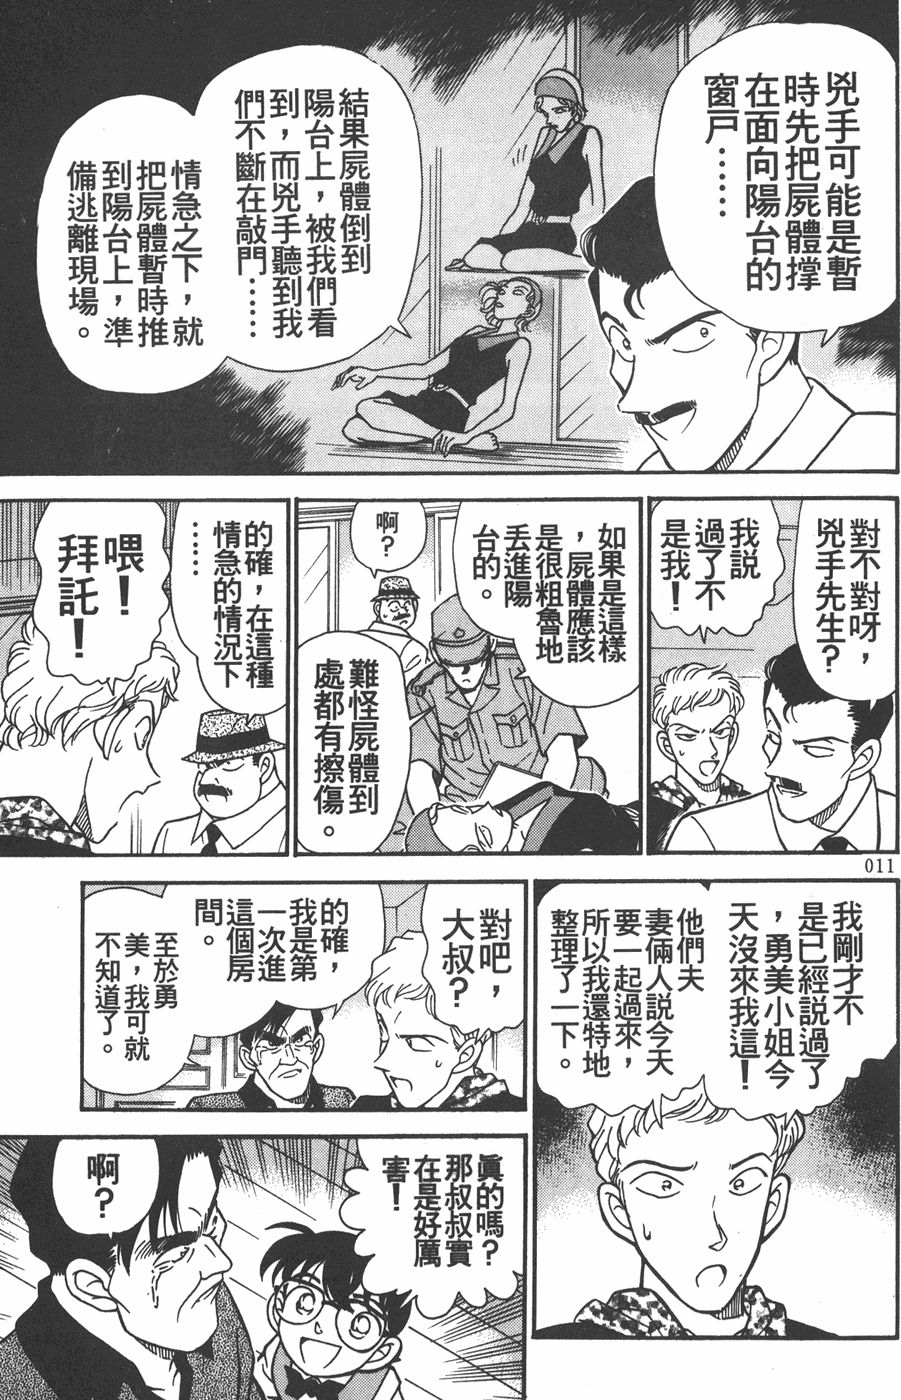 兇手可能是暫
時先把屍體撑
在面向陽台的
窗戸……
結果屍體倒到
陽台上，被我們看
到，而兇手聽到我
們不斷在敲門……
情急之下，就
把屍體暫時推
到陽台上，準
備逃離現場。
對不對呀，
兇手先生？
我説
過了不
是我！
如果是這樣
，屍體應該
是很粗魯地
丟進陽
台的。
啊？
難怪屍體到
處都有擦傷。
的確，在這種
情急的情況下
……
喂！
拜託！
011
我剛才不
是已經説過了
，勇美小姐今
天沒來我這！
他們夫
妻倆人説今天
要一起過來，
所以我還特地
整理了一下。
對吧，
大叔？
的確，
我是第
一次進
這個房
間。
至於勇
美，我可就
不知道了。
眞的嗎？
那叔叔實
在是好厲
害！
啊？